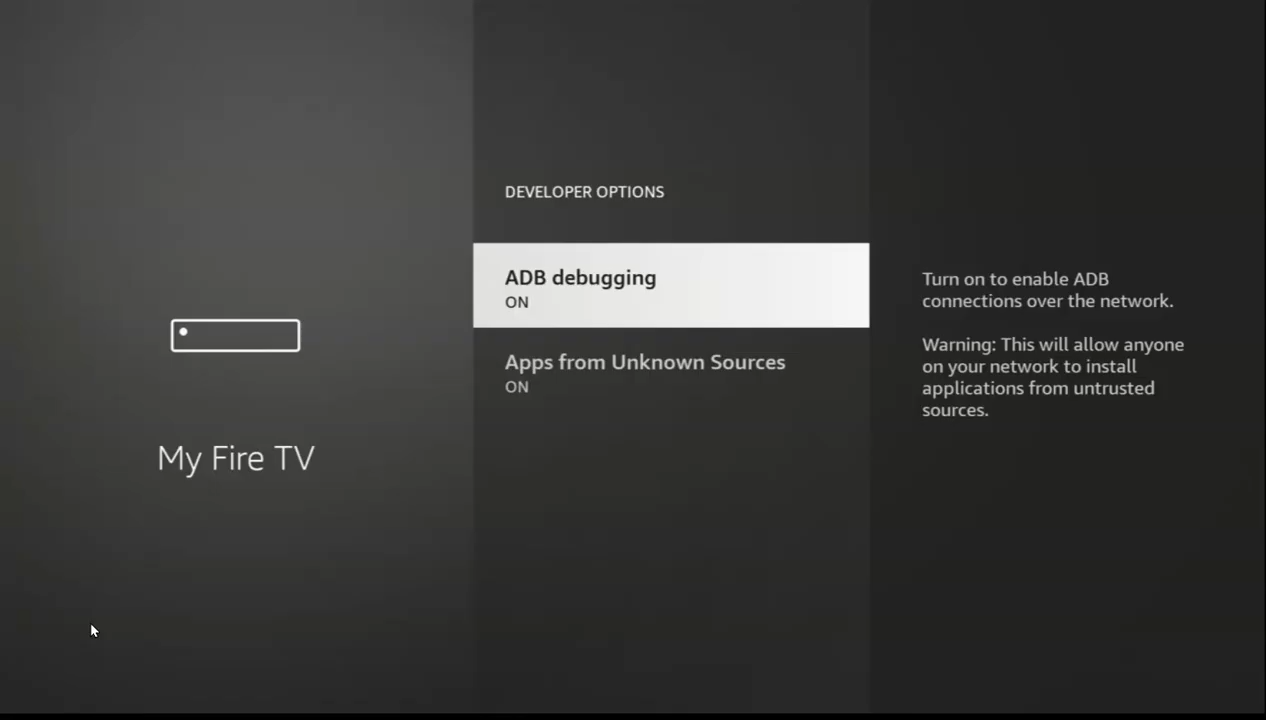 DEVELOPER OPTIONS
ADB debugging
ON
Apps from Unknown Sources
ON
Turn on to enable ADB
connections over the network.
Warning: This will allow anyone
on your network to install
applications from untrusted
sources.
My Fire TV